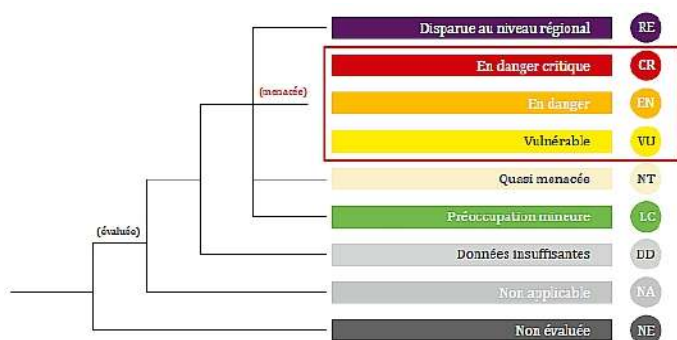 Disparue au niveau régional RE
En danger critique CR
(menacée)
En danger EN
Vulnérable VU
Quasi menacée NT
Préoccupation mineure LC
(évaluée)
Données insuffisantes DD
Non applicable NA
Non évaluée NE